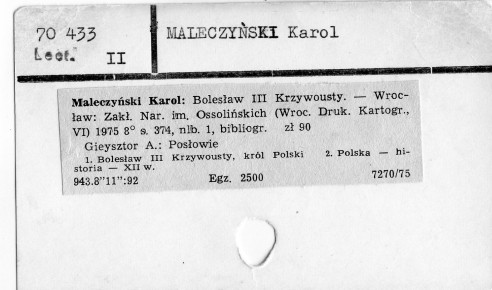 70 433
Lect. II
MALECZYŃSKI Karol
Maleczyński Karol: Bolesław III Krzywousty. — Wroc-
ław: Zakł. Nar. im. Ossolińskich (Wroc. Druk. Kartogr.,
VI) 1975 8° s. 374, nlb. 1, bibliogr. zł 90
Gieysztor A.: Posłowie
1. Bolesław III Krzywousty, król Polski 2. Polska — hi-
storia — XII w.
943.8"11":92 Egz. 2500 7270/75